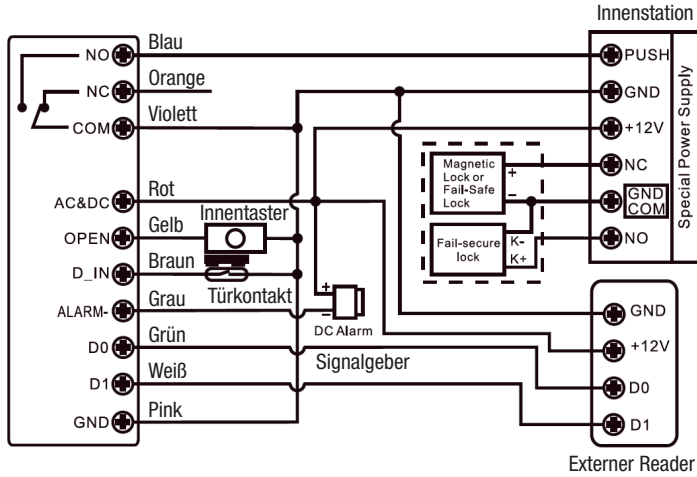 Innenstation
NO
Blau
PUSH
NC
Orange
GND
COM
Violett
+12V
Special Power Supply
Magnetic
Lock or
Fail-Safe
Lock
+
−
NC
GND
COM
AC&DC
Rot
Innentaster
OPEN
Gelb
Fail-secure
lock
K-
K+
NO
D_IN
Braun
Türkontakt
ALARM-
Grau
+
−
DC Alarm
Signalgeber
GND
D0
Grün
+12V
D1
Weiß
D0
GND
Pink
D1
Externer Reader